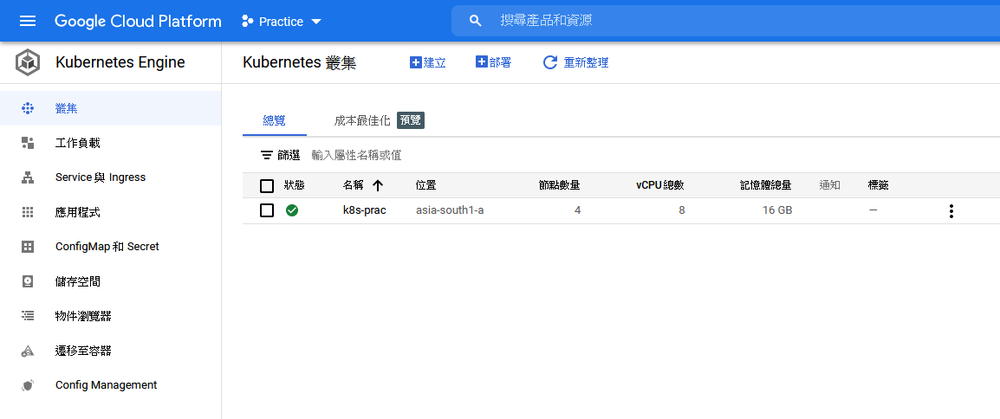 Google Cloud Platform Practice 搜尋產品和資源
Kubernetes Engine
Kubernetes 叢集 建立 部署 重新整理
叢集
工作負載
Service 與 Ingress
應用程式
ConfigMap 和 Secret
儲存空間
物件瀏覽器
遷移至容器
Config Management
總覽 成本最佳化 預覽
篩選 輸入屬性名稱或值
狀態 名稱 位置 節點數量 vCPU 總數 記憶體總量 通知 標籤
k8s-prac asia-south1-a 4 8 16 GB —